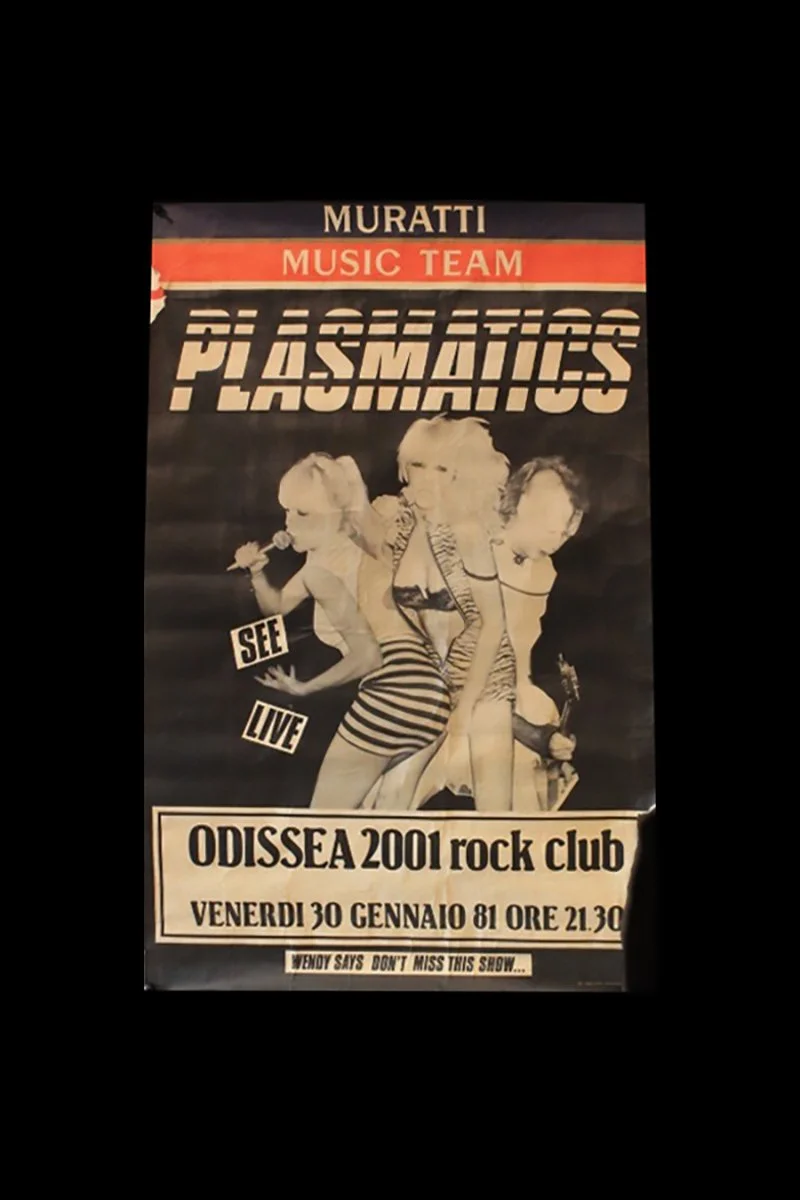 MURATTI
MUSIC TEAM
PLASMATICS
SEE
LIVE
ODISSEA 2001 rock club
VENERDI 30 GENNAIO 81 ORE 21.30
WENDY SAYS DON'T MISS THIS SHOW...